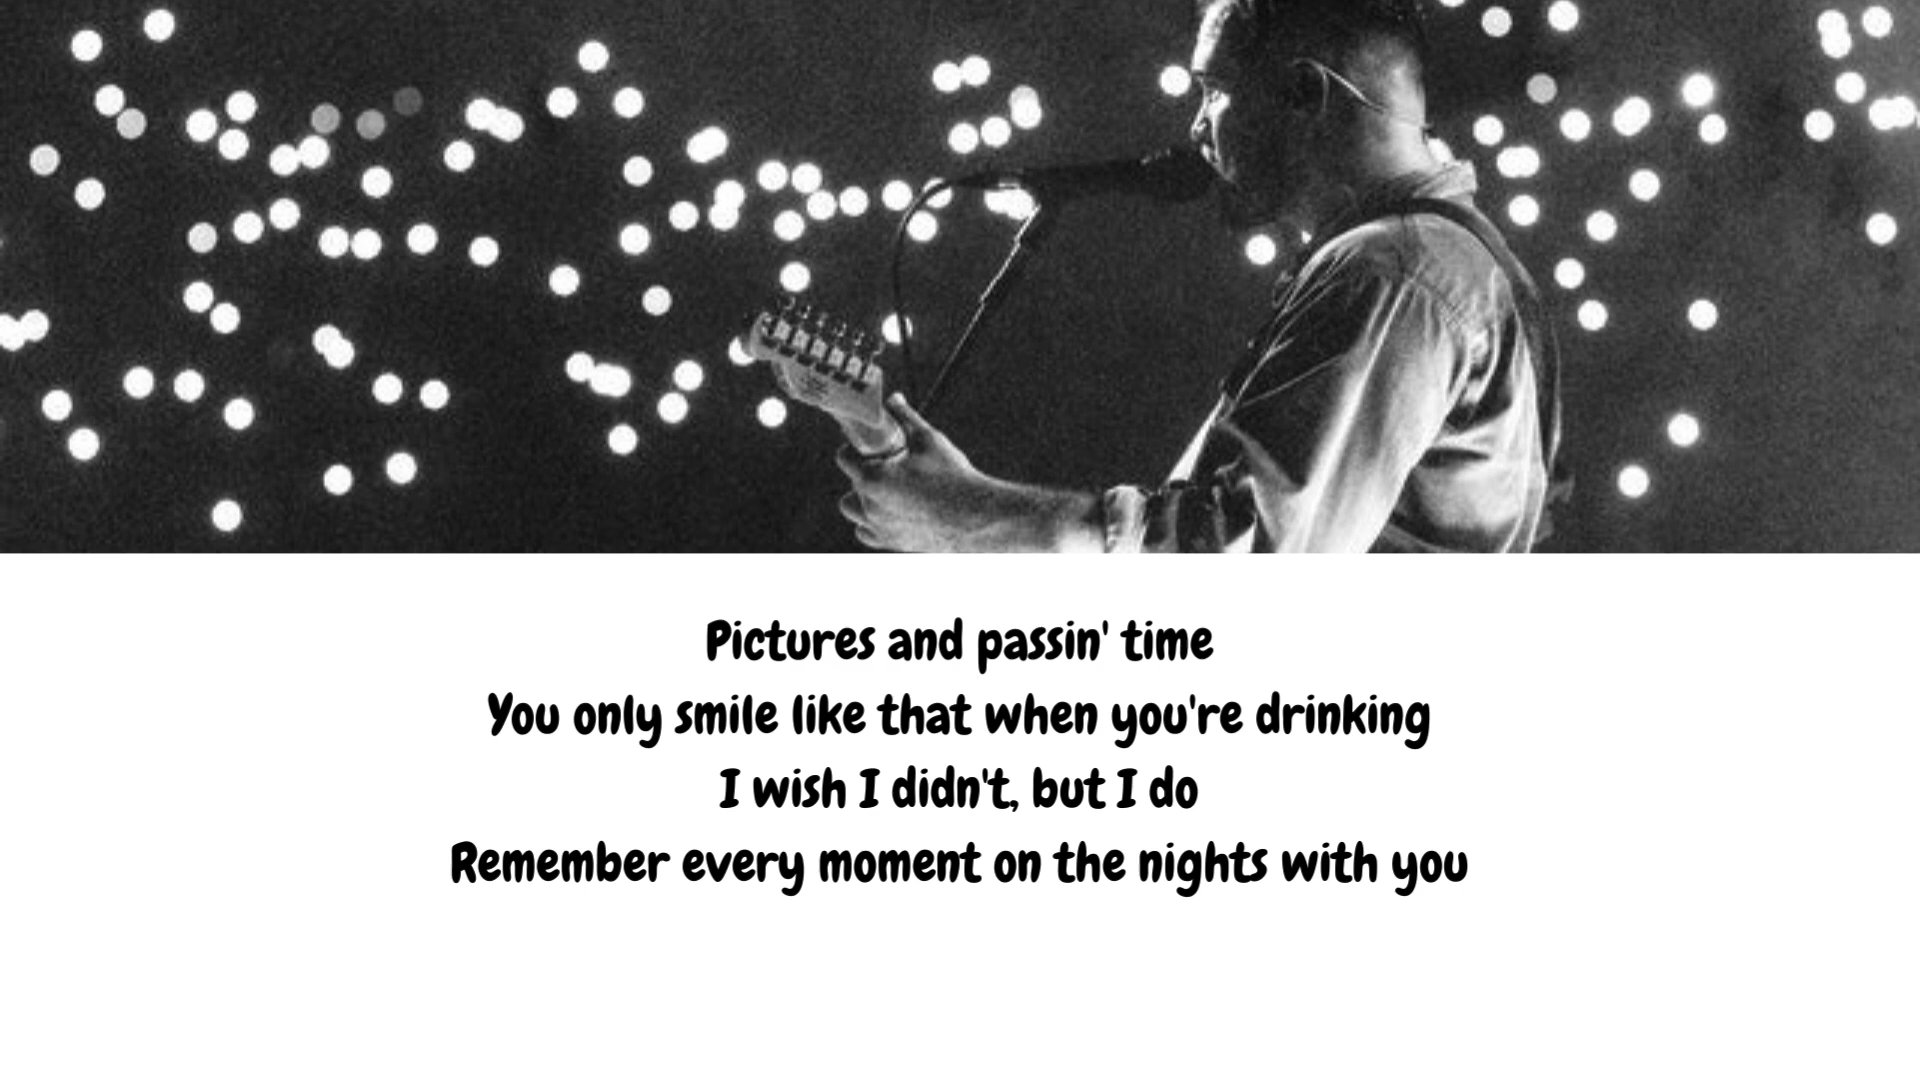 Pictures and passin' time
You only smile like that when you're drinking
I wish I didn't, but I do
Remember every moment on the nights with you